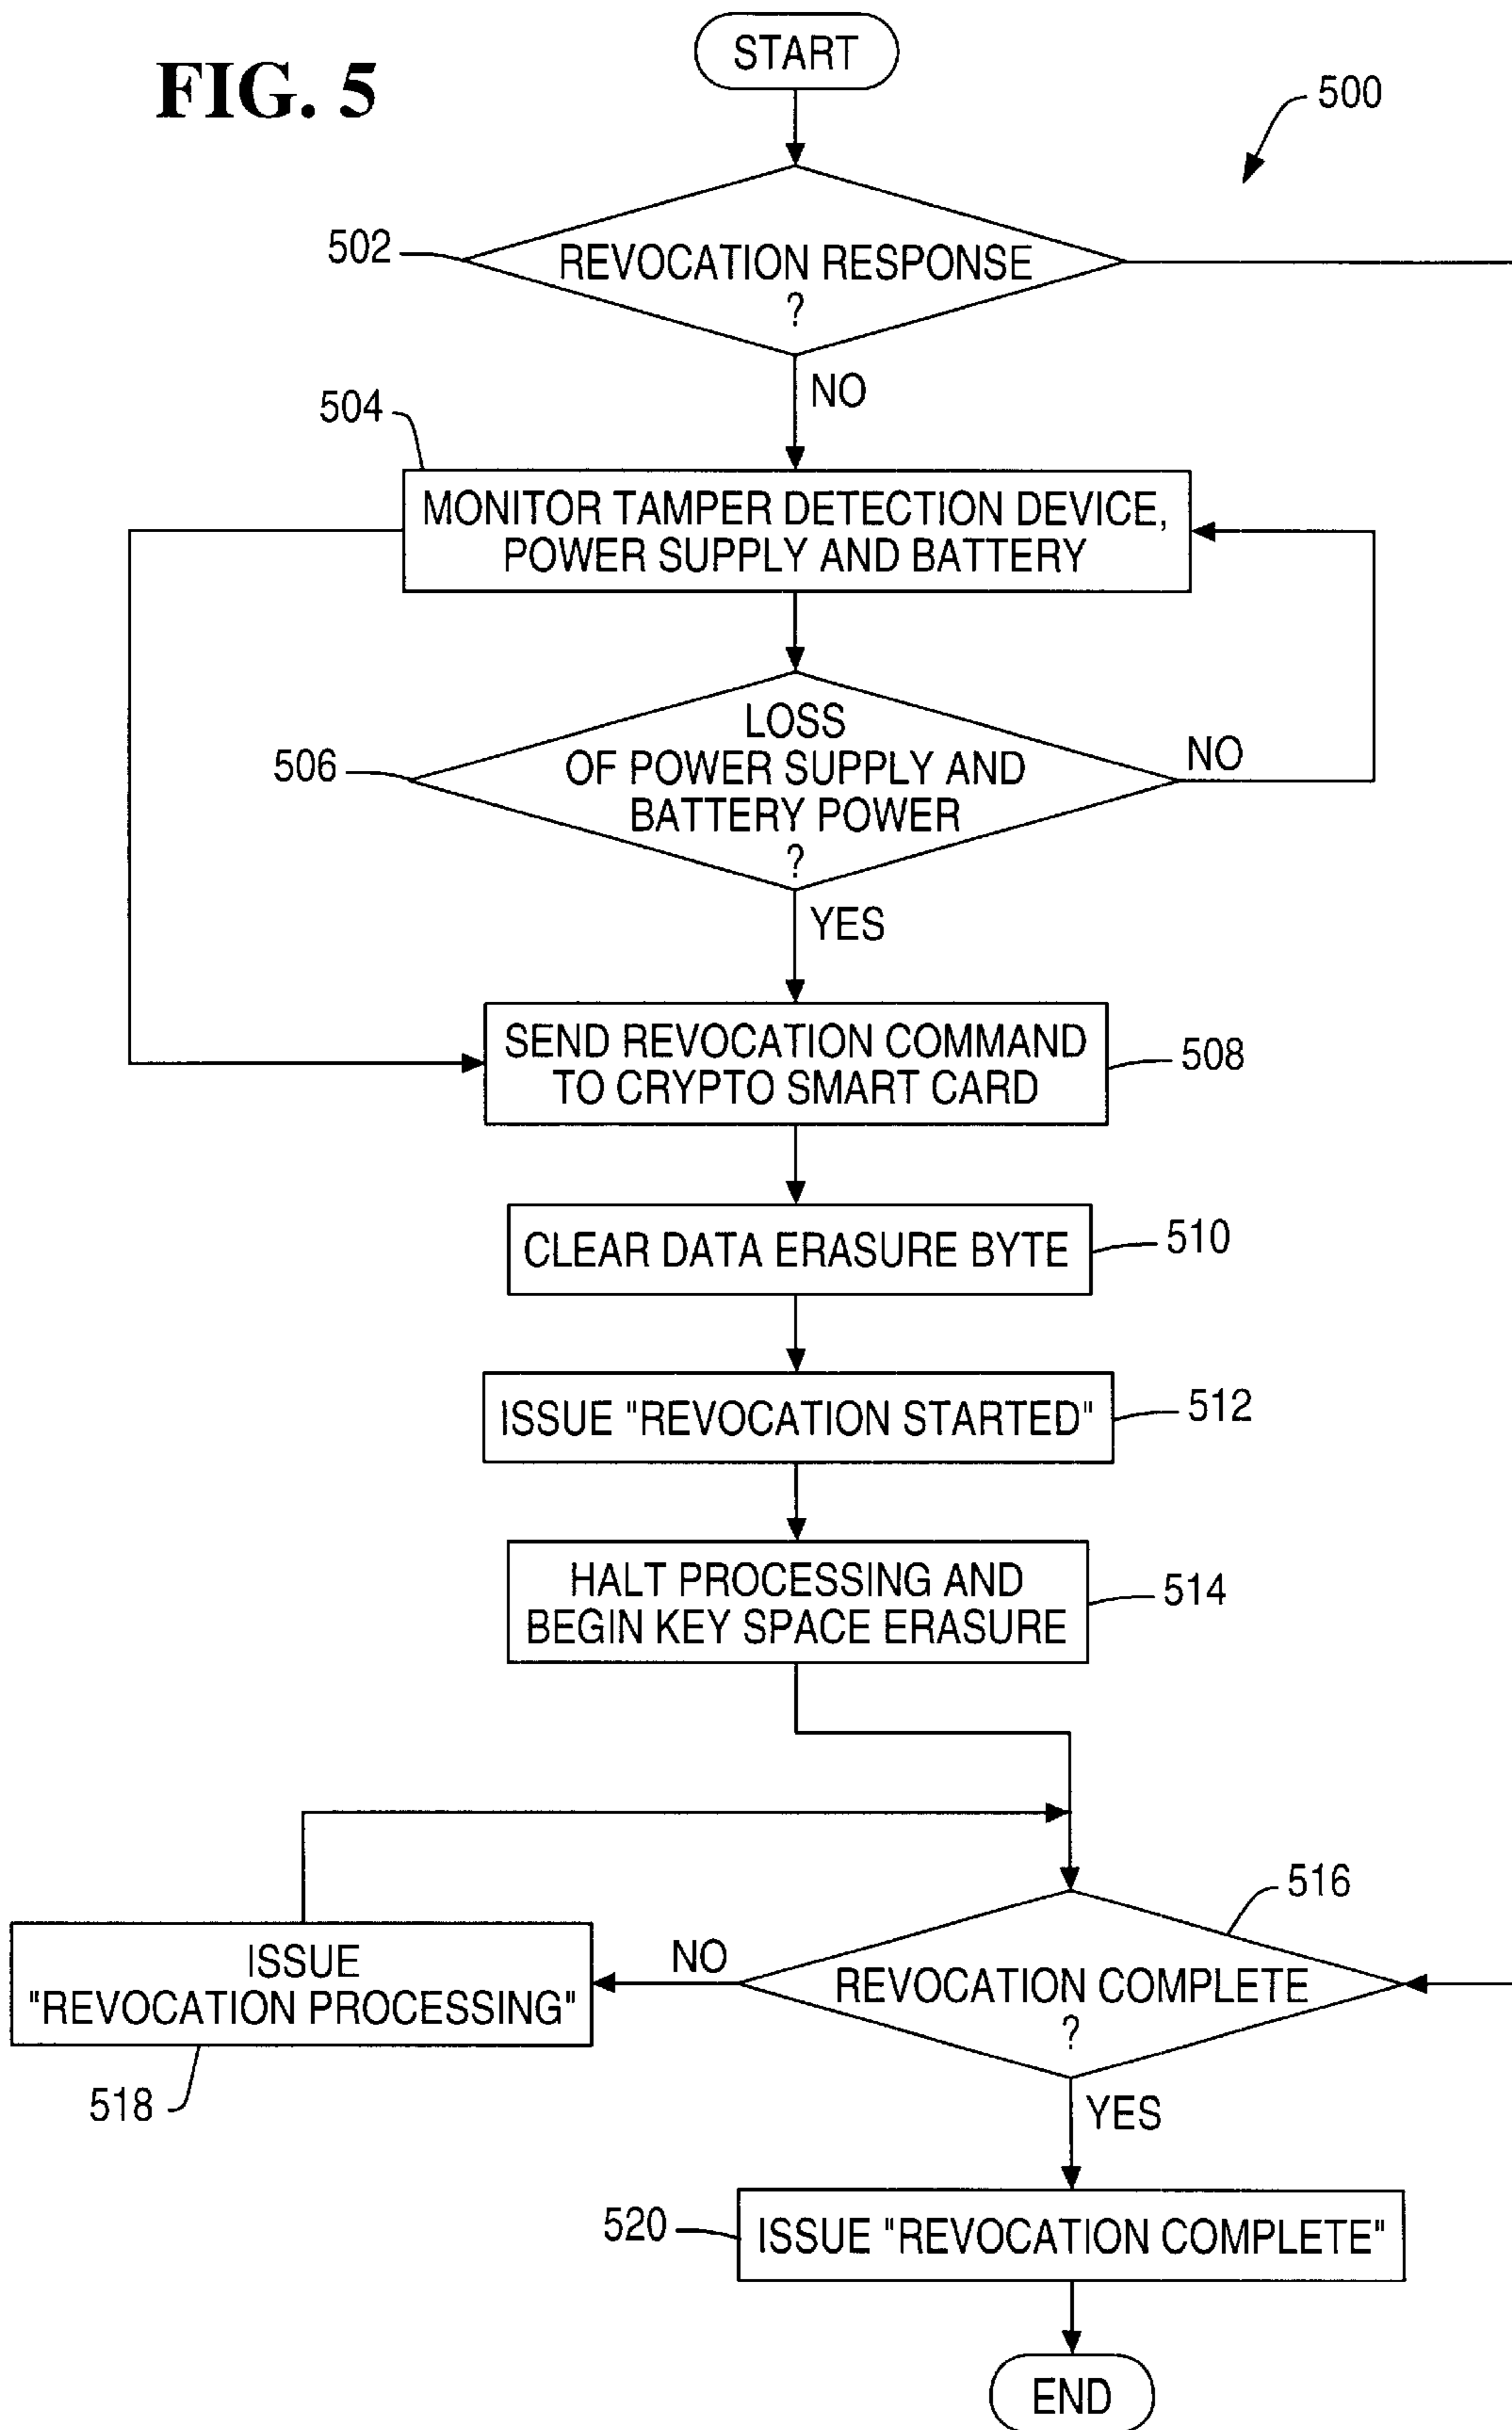 FIG. 5
START
500
502
REVOCATION RESPONSE
?
NO
504
MONITOR TAMPER DETECTION DEVICE,
POWER SUPPLY AND BATTERY
506
LOSS
OF POWER SUPPLY AND
BATTERY POWER
?
NO
YES
SEND REVOCATION COMMAND
TO CRYPTO SMART CARD
508
CLEAR DATA ERASURE BYTE
510
ISSUE "REVOCATION STARTED"
512
HALT PROCESSING AND
BEGIN KEY SPACE ERASURE
514
516
REVOCATION COMPLETE
?
NO
ISSUE
"REVOCATION PROCESSING"
518
YES
520
ISSUE "REVOCATION COMPLETE"
END